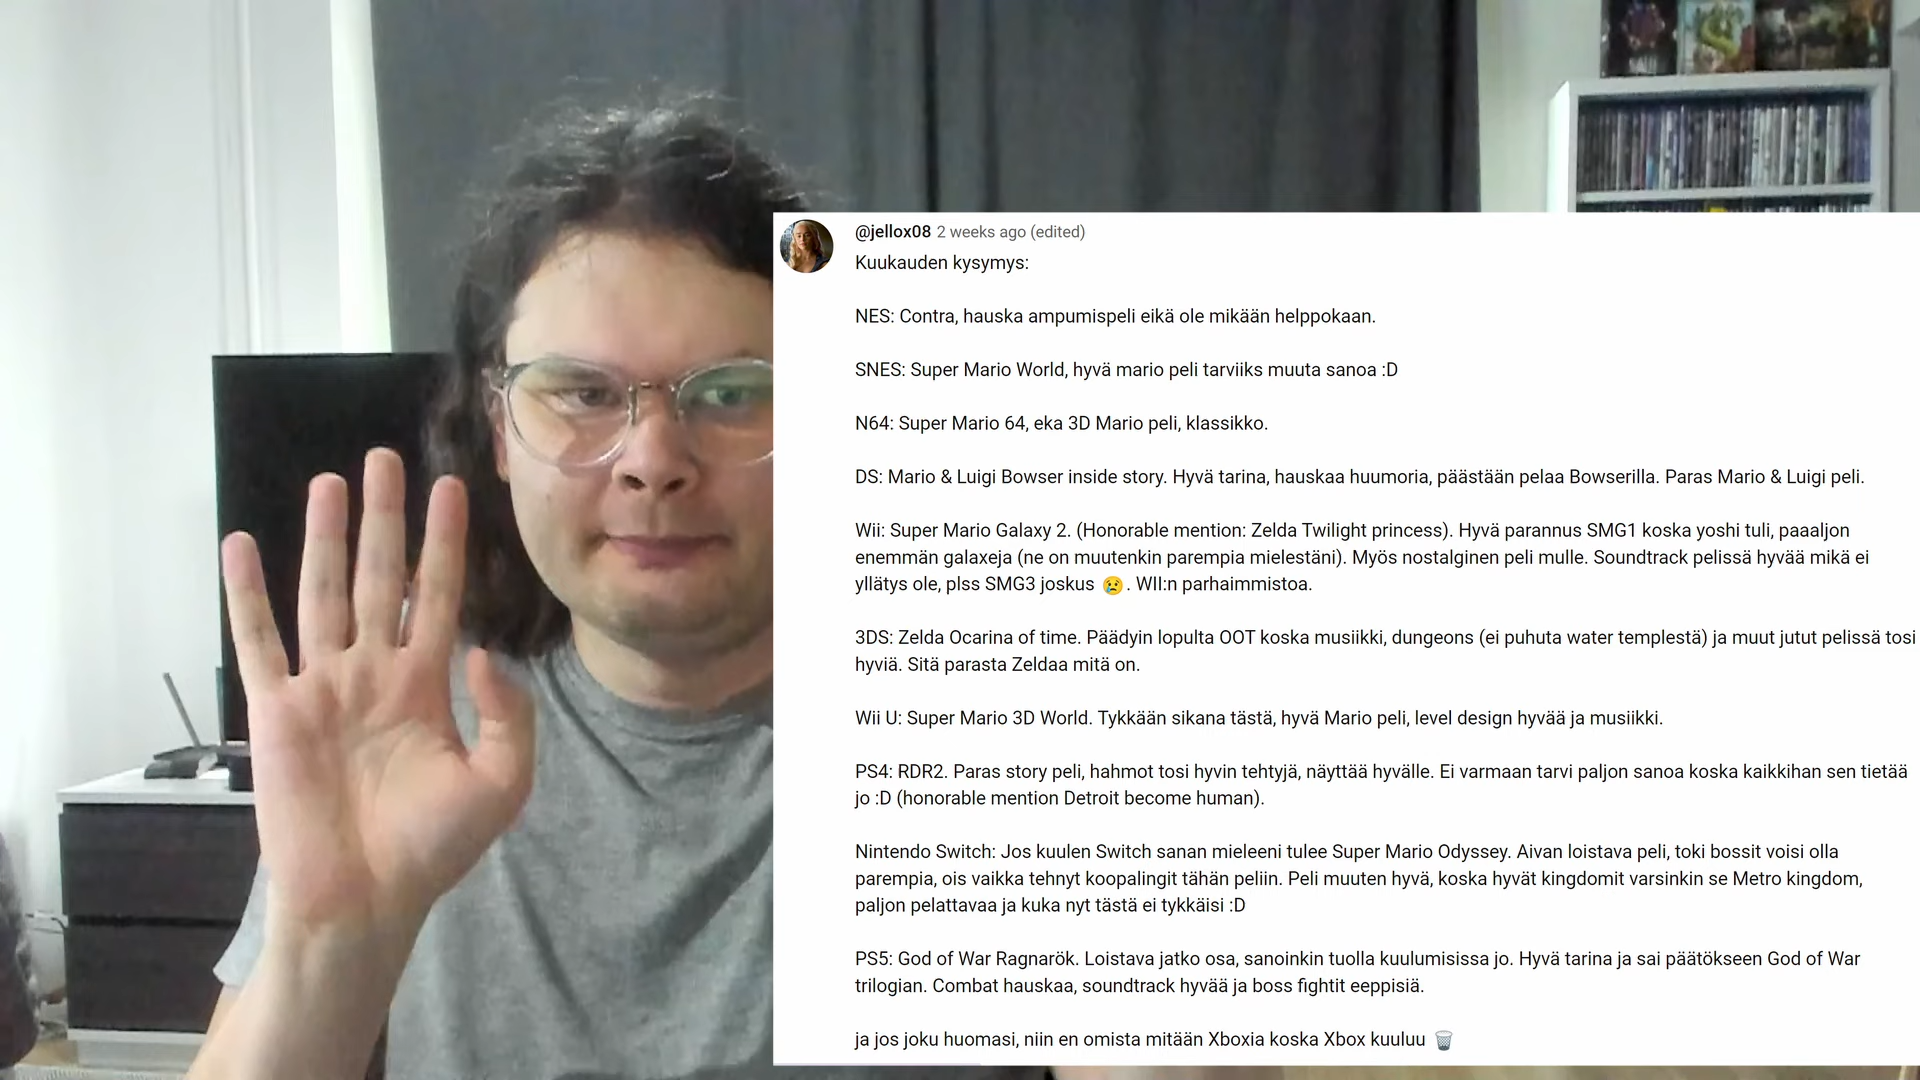 @jellox08 2 weeks ago (edited)
Kuukauden kysymys:
NES: Contra, hauska ampumispeli eikä ole mikään helppokaan.
SNES: Super Mario World, hyvä mario peli tarviiks muuta sanoa :D
N64: Super Mario 64, eka 3D Mario peli, klassikko.
DS: Mario & Luigi Bowser inside story. Hyvä tarina, hauskaa huumoria, päästään pelaa Bowserilla. Paras Mario & Luigi peli.
Wii: Super Mario Galaxy 2. (Honorable mention: Zelda Twilight princess). Hyvä parannus SMG1 koska yoshi tuli, paaaljon
enemmän galaxeja (ne on muutenkin parempia mielestäni). Myös nostalginen peli mulle. Soundtrack pelissä hyvää mikä ei
yllätys ole, plss SMG3 joskus 😢. WII:n parhaimmistoa.
3DS: Zelda Ocarina of time. Päädyin lopulta OOT koska musiikki, dungeons (ei puhuta water templestä) ja muut jutut pelissä tosi
hyviä. Sitä parasta Zeldaa mitä on.
Wii U: Super Mario 3D World. Tykkään sikana tästä, hyvä Mario peli, level design hyvää ja musiikki.
PS4: RDR2. Paras story peli, hahmot tosi hyvin tehtyjä, näyttää hyvälle. Ei varmaan tarvi paljon sanoa koska kaikkihan sen tietää
jo :D (honorable mention Detroit become human).
Nintendo Switch: Jos kuulen Switch sanan mieleeni tulee Super Mario Odyssey. Aivan loistava peli, toki bossit voisi olla
parempia, ois vaikka tehnyt koopalingit tähän peliin. Peli muuten hyvä, koska hyvät kingdomit varsinkin se Metro kingdom,
paljon pelattavaa ja kuka nyt tästä ei tykkäisi :D
PS5: God of War Ragnarök. Loistava jatko osa, sanoinkin tuolla kuulumisissa jo. Hyvä tarina ja sai päätökseen God of War
trilogian. Combat hauskaa, soundtrack hyvää ja boss fightit eeppisiä.
ja jos joku huomasi, niin en omista mitään Xboxia koska Xbox kuuluu 🗑️